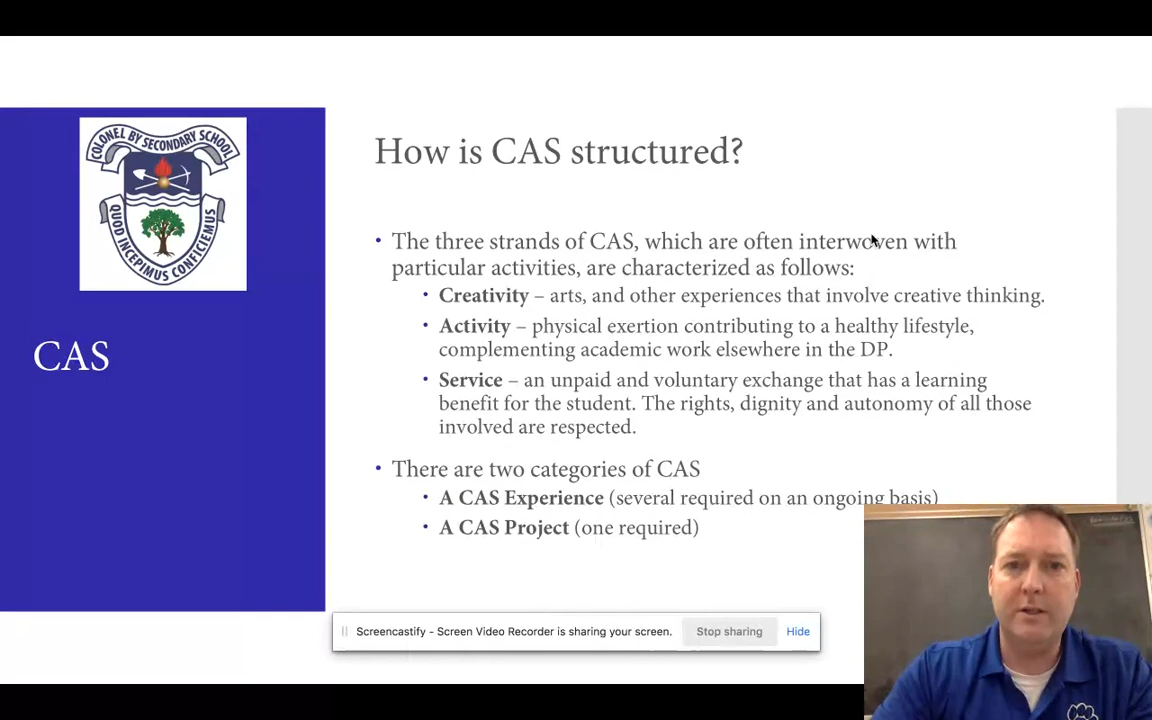 COLONEL BY SECONDARY SCHOOL
QUOD INCEPIMUS CONFICIEMUS
CAS
How is CAS structured?
• The three strands of CAS, which are often interwoven with
particular activities, are characterized as follows:
• Creativity – arts, and other experiences that involve creative thinking.
• Activity – physical exertion contributing to a healthy lifestyle,
complementing academic work elsewhere in the DP.
• Service – an unpaid and voluntary exchange that has a learning
benefit for the student. The rights, dignity and autonomy of all those
involved are respected.
• There are two categories of CAS
• A CAS Experience (several required on an ongoing basis)
• A CAS Project (one required)
Screencastify - Screen Video Recorder is sharing your screen.
Stop sharing
Hide